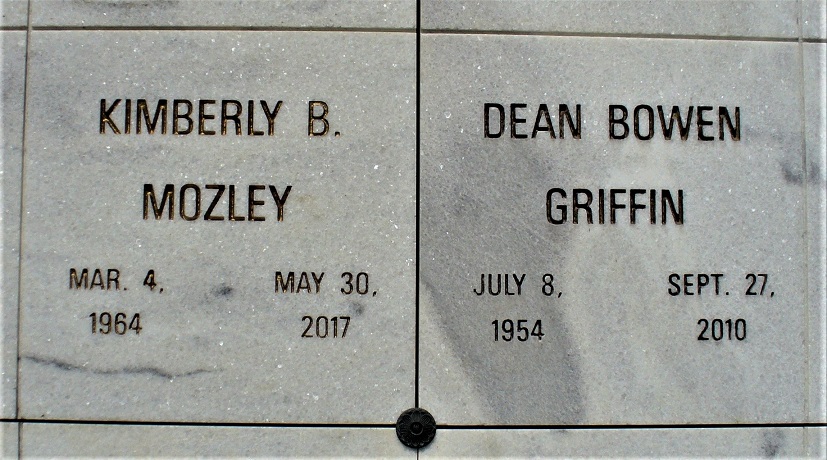 KIMBERLY B.
MOZLEY
MAR. 4, MAY 30,
1964 2017
DEAN BOWEN
GRIFFIN
JULY 8, SEPT. 27,
1954 2010